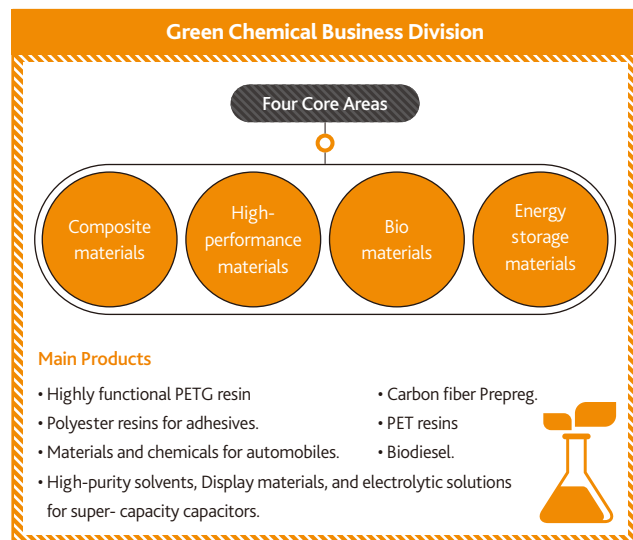 Green Chemical Business Division
Four Core Areas
Composite
materials
High-
performance
materials
Bio
materials
Energy
storage
materials
Main Products
• Highly functional PETG resin
• Polyester resins for adhesives.
• Materials and chemicals for automobiles.
• High-purity solvents, Display materials, and electrolytic solutions
for super- capacity capacitors.
• Carbon fiber Prepreg.
• PET resins
• Biodiesel.